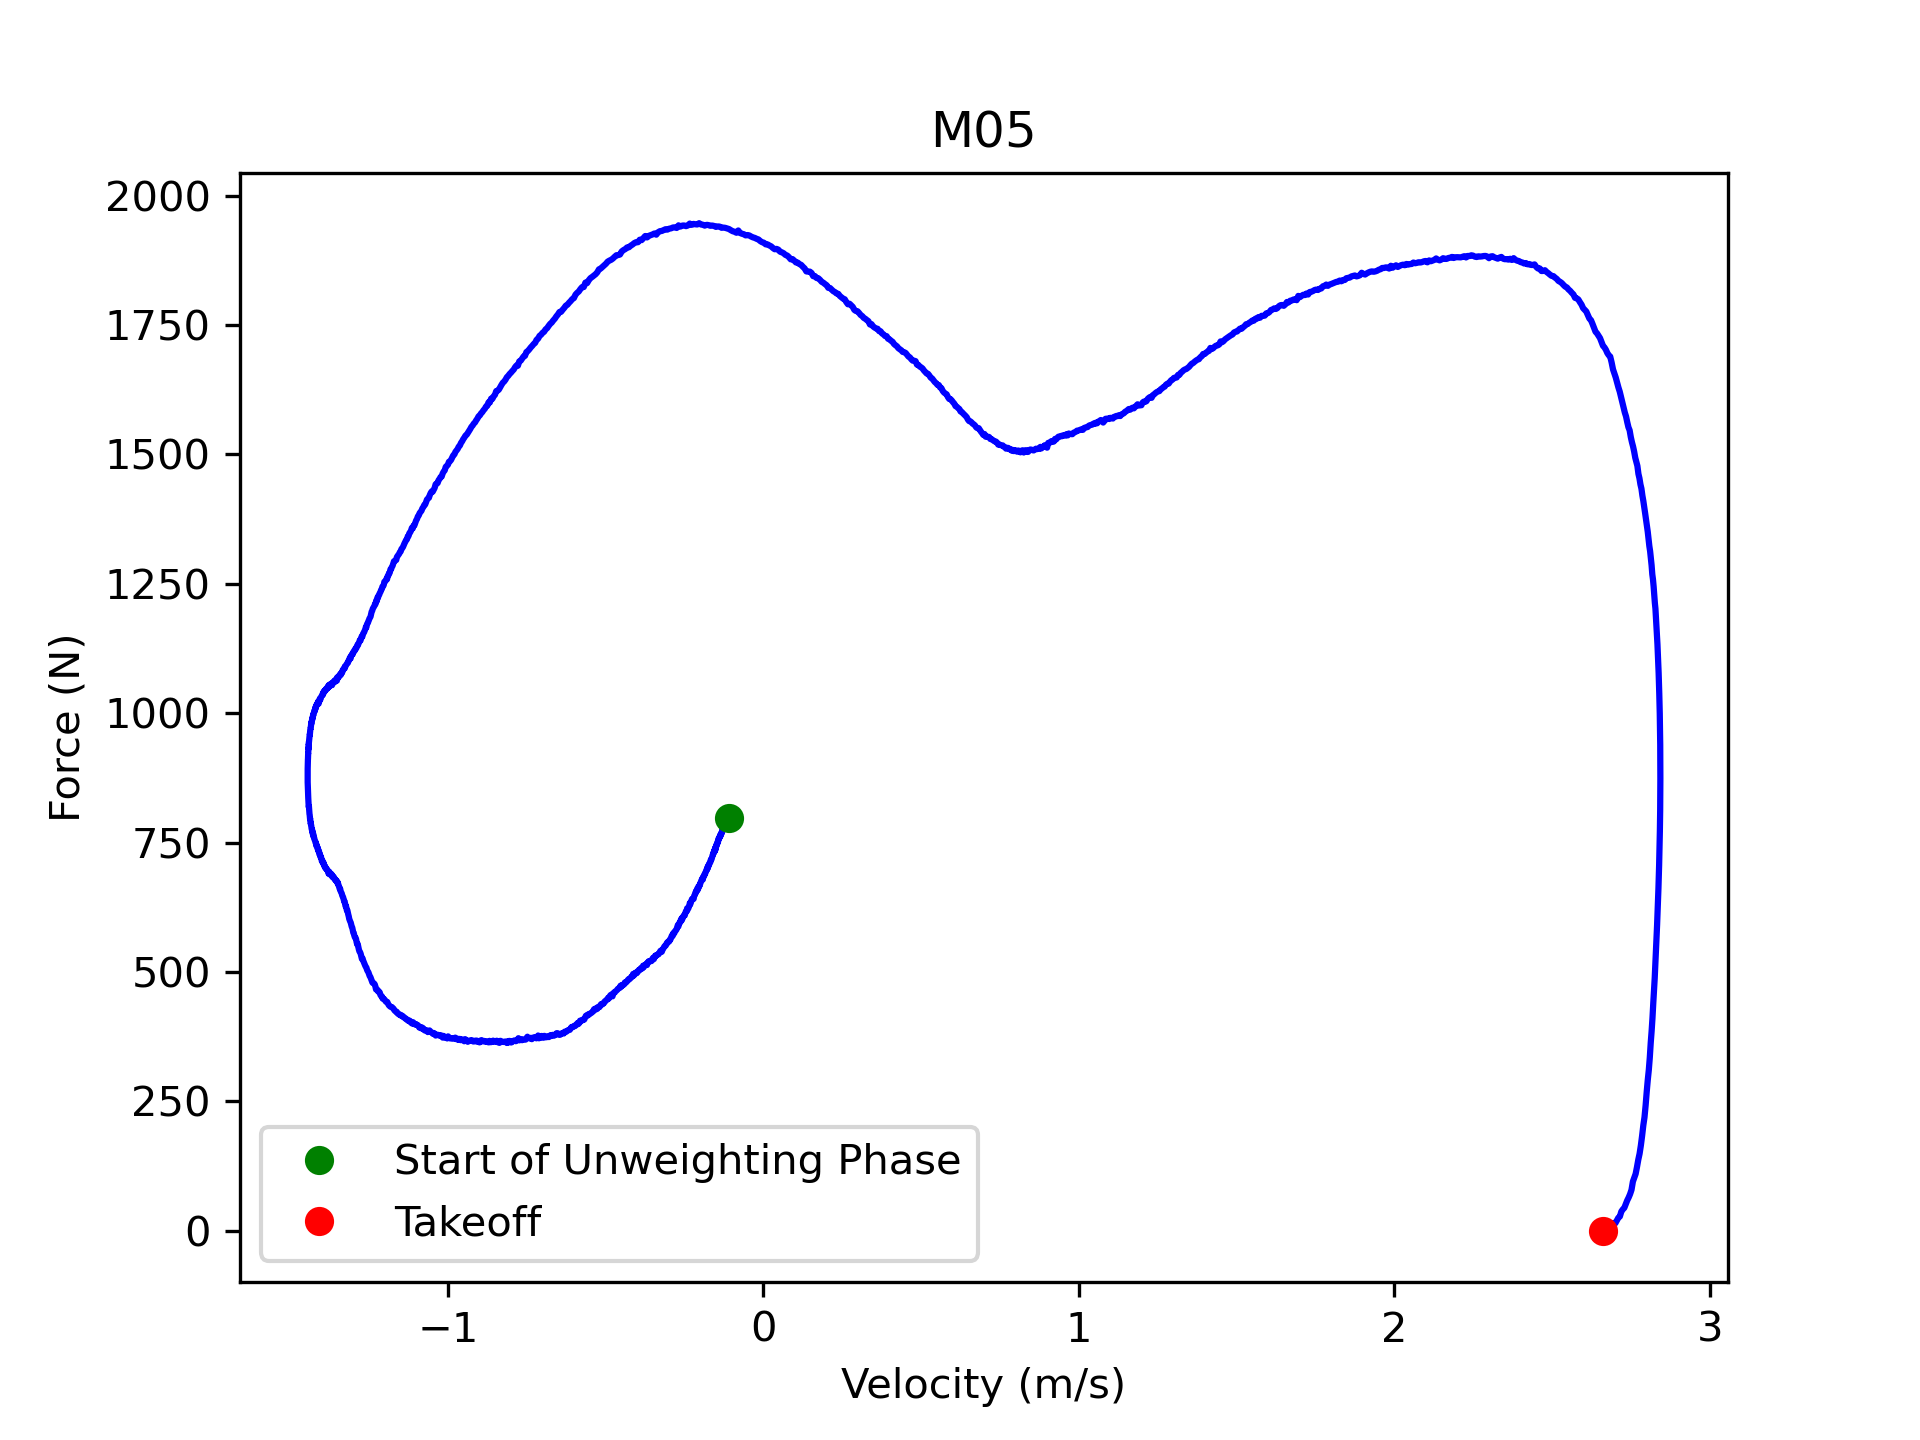 M05
2000
1750
1500
1250
1000
750
500
250
0
Force (N)
Start of Unweighting Phase
Takeoff
−1 0 1 2 3
Velocity (m/s)